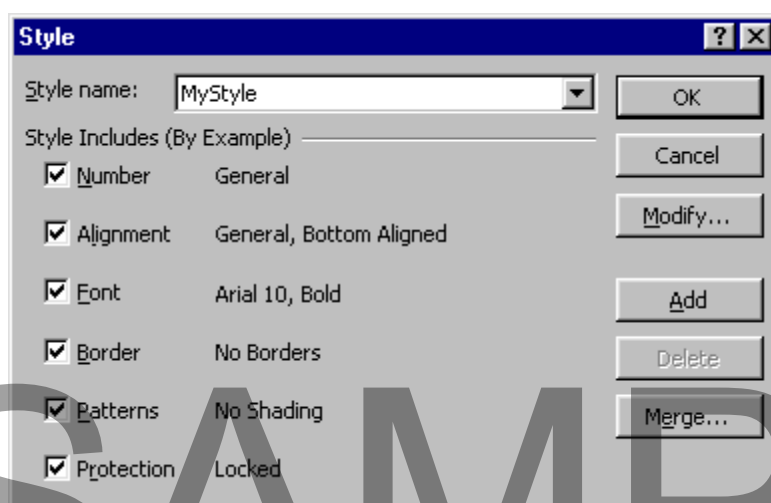 Style
Style name: MyStyle
OK
Style Includes (By Example)
Cancel
Number General
Modify...
Alignment General, Bottom Aligned
Font Arial 10, Bold
Add
Border No Borders
Delete
Patterns No Shading
Merge...
Protection Locked
SAMP